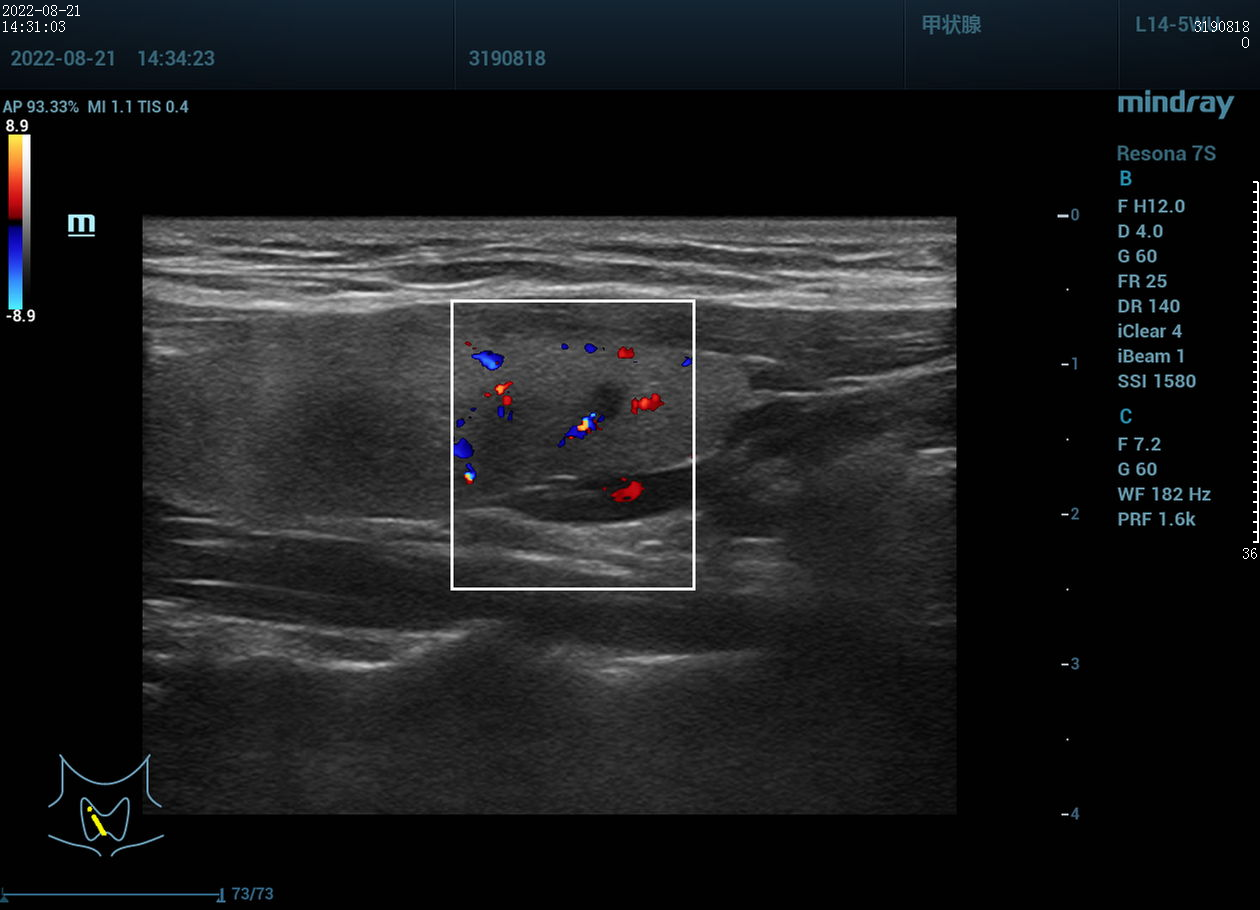 2022-08-21
14:31:03
甲状腺
3190818
0
2022-08-21 14:34:23
3190818
AP 93.33% MI 1.1 TIS 0.4
8.9
-8.9
m
mindray
Resona 7S
B
F H12.0
D 4.0
G 60
FR 25
DR 140
iClear 4
iBeam 1
SSI 1580
C
F 7.2
G 60
WF 182 Hz
PRF 1.6k
36
0
1
2
3
4
73/73